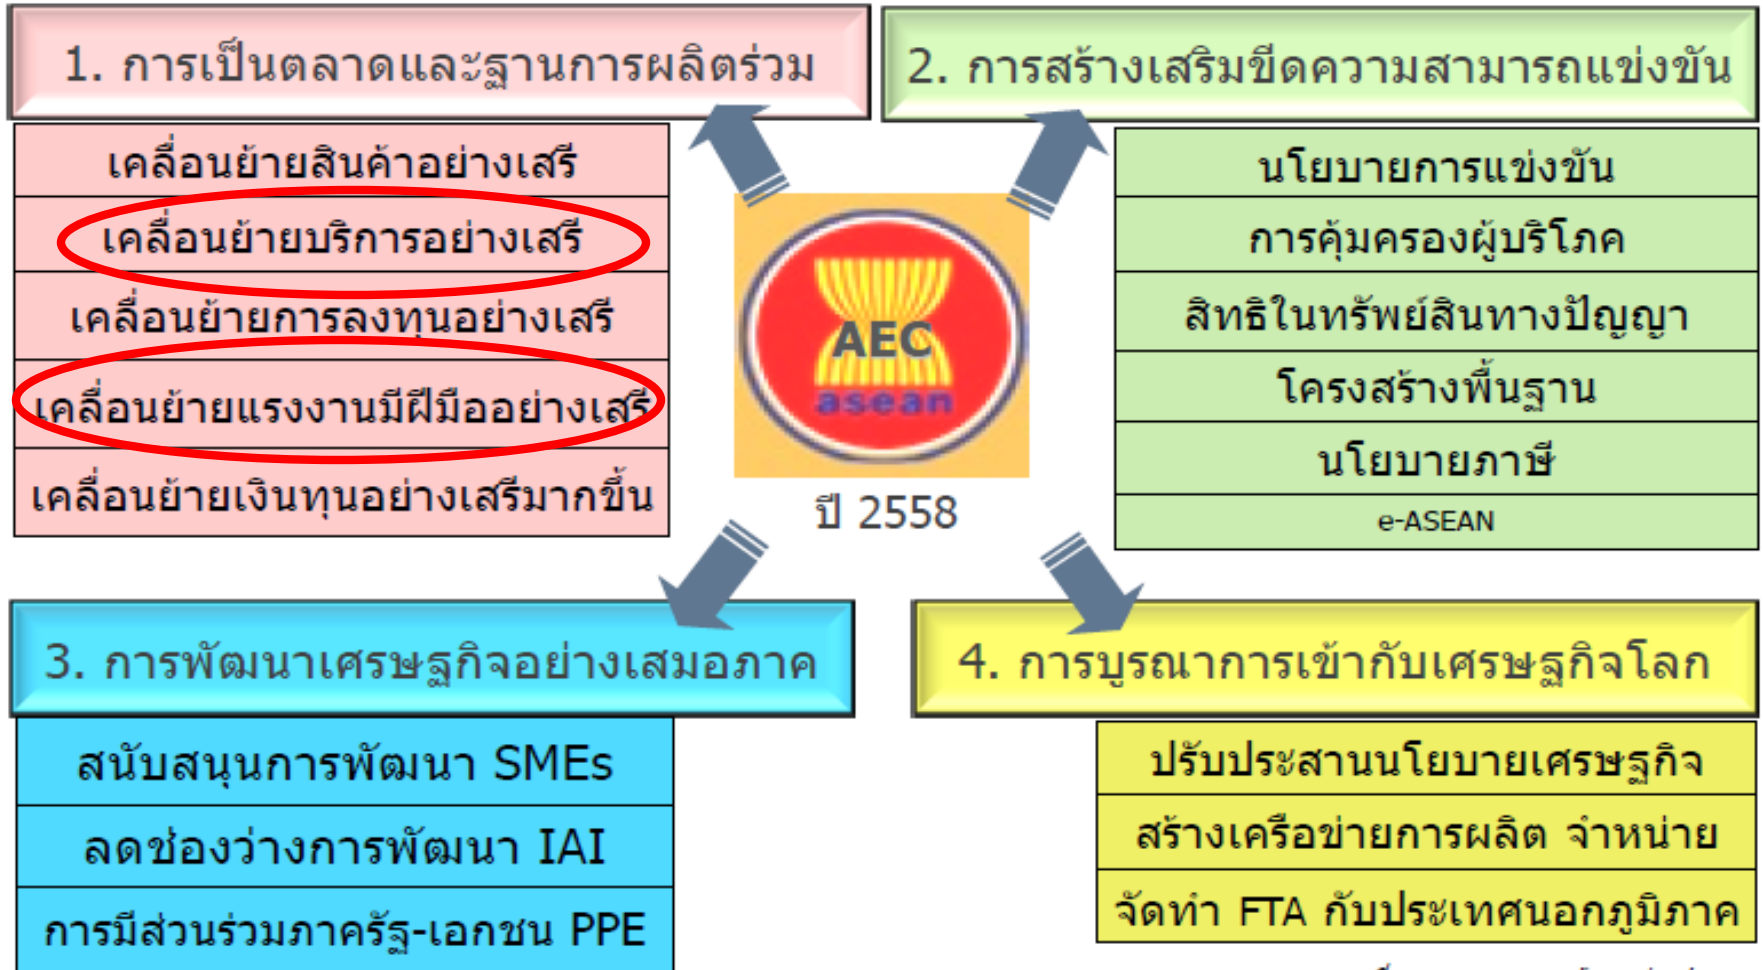 1. การเป็นตลาดและฐานการผลิตร่วม
เคลื่อนย้ายสินค้าอย่างเสรี
เคลื่อนย้ายบริการอย่างเสรี
เคลื่อนย้ายการลงทุนอย่างเสรี
เคลื่อนย้ายแรงงานมีฝีมืออย่างเสรี
เคลื่อนย้ายเงินทุนอย่างเสรีมากขึ้น
2. การสร้างเสริมขีดความสามารถแข่งขัน
นโยบายการแข่งขัน
การคุ้มครองผู้บริโภค
สิทธิในทรัพย์สินทางปัญญา
โครงสร้างพื้นฐาน
นโยบายภาษี
e-ASEAN
AEC
asean
ปี 2558
3. การพัฒนาเศรษฐกิจอย่างเสมอภาค
สนับสนุนการพัฒนา SMEs
ลดช่องว่างการพัฒนา IAI
การมีส่วนร่วมภาครัฐ-เอกชน PPE
4. การบูรณาการเข้ากับเศรษฐกิจโลก
ปรับประสานนโยบายเศรษฐกิจ
สร้างเครือข่ายการผลิต จำหน่าย
จัดทำ FTA กับประเทศนอกภูมิภาค